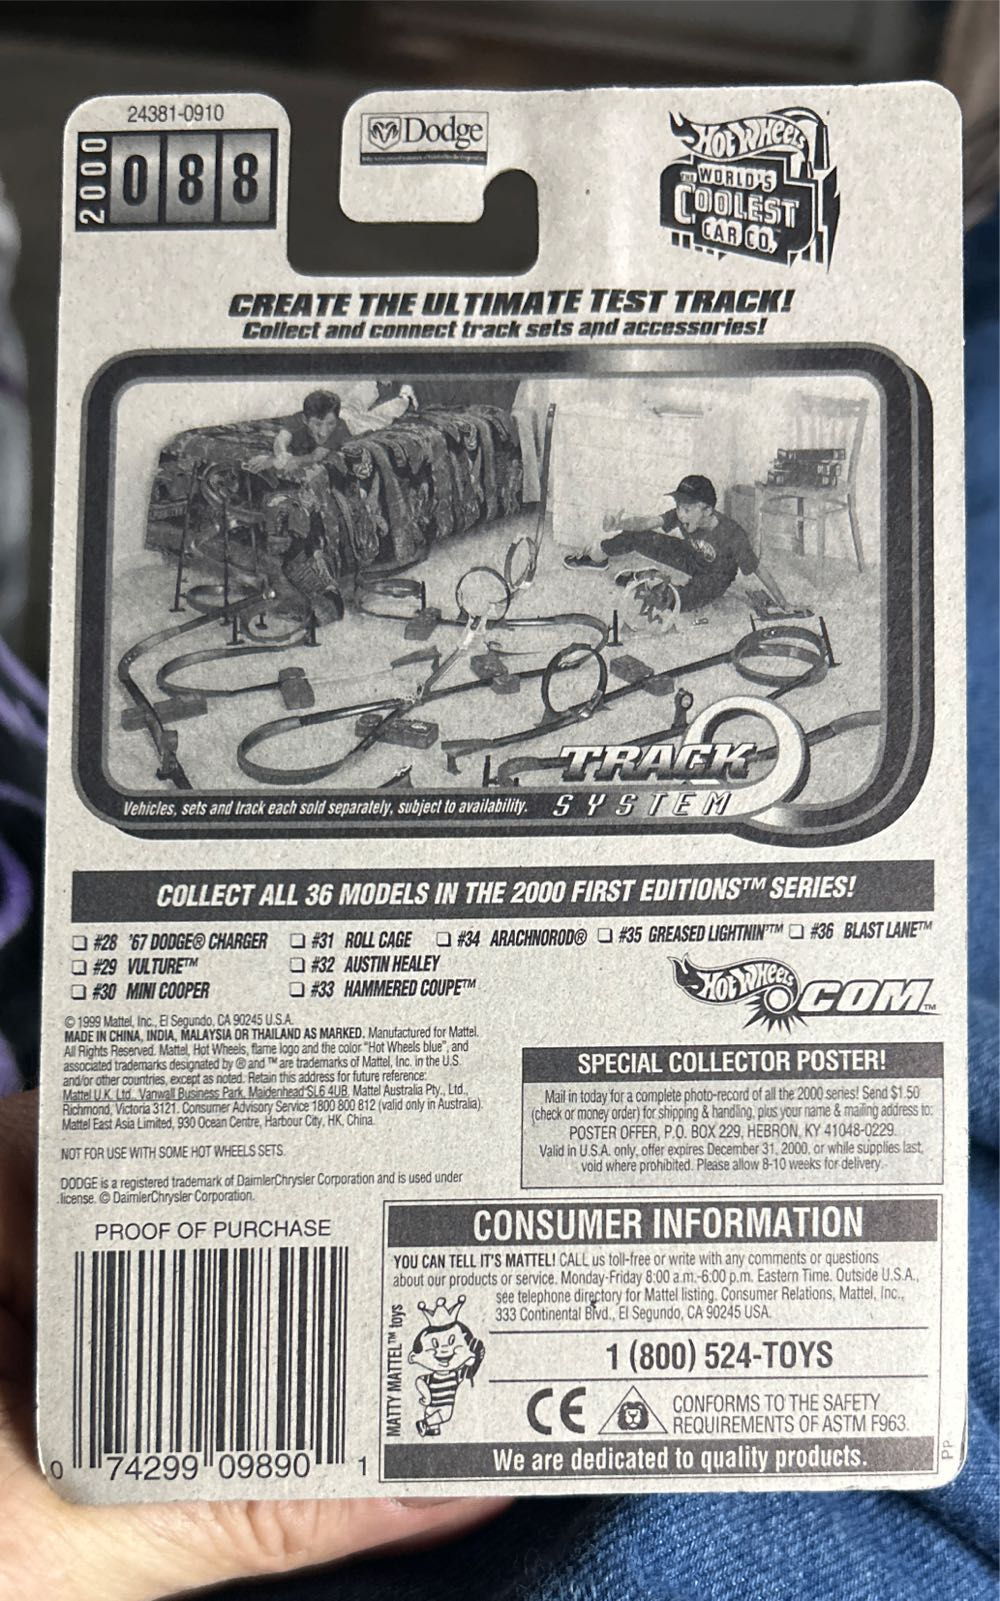 24381-0910
2000
088
Dodge
HOT WHEELS
THE WORLD'S
COOLEST
CAR CO.™
CREATE THE ULTIMATE TEST TRACK!
Collect and connect track sets and accessories!
TRACK
SYSTEM
Vehicles, sets and track each sold separately, subject to availability.
COLLECT ALL 36 MODELS IN THE 2000 FIRST EDITIONS™ SERIES!
❏ #28 '67 DODGE® CHARGER ❏ #31 ROLL CAGE ❏ #34 ARACHNOROD® ❏ #35 GREASED LIGHTNIN'™ ❏ #36 BLAST LANE™
❏ #29 VULTURE™ ❏ #32 AUSTIN HEALEY
❏ #30 MINI COOPER ❏ #33 HAMMERED COUPE™
HOT WHEELS .COM™
© 1999 Mattel, Inc., El Segundo, CA 90245 U.S.A.
MADE IN CHINA, INDIA, MALAYSIA OR THAILAND AS MARKED. Manufactured for Mattel.
All Rights Reserved. Mattel, Hot Wheels, flame logo and the color "Hot Wheels blue", and
associated trademarks designated by ® and ™ are trademarks of Mattel, Inc. in the U.S.
and/or other countries, except as noted. Retain this address for future reference:
Mattel U.K. Ltd., Vanwall Business Park, Maidenhead SL6 4UB. Mattel Australia Pty., Ltd.,
Richmond, Victoria 3121. Consumer Advisory Service 1800 800 812 (valid only in Australia).
Mattel East Asia Limited, 930 Ocean Centre, Harbour City, HK, China.
NOT FOR USE WITH SOME HOT WHEELS SETS.
DODGE is a registered trademark of DaimlerChrysler Corporation and is used under
license. © DaimlerChrysler Corporation.
SPECIAL COLLECTOR POSTER!
Mail in today for a complete photo-record of all the 2000 series! Send $1.50
(check or money order) for shipping & handling, plus your name & mailing address to:
POSTER OFFER, P.O. BOX 229, HEBRON, KY 41048-0229.
Valid in U.S.A. only, offer expires December 31, 2000, or while supplies last,
void where prohibited. Please allow 8-10 weeks for delivery.
PROOF OF PURCHASE
0 74299 09890 1
CONSUMER INFORMATION
YOU CAN TELL IT'S MATTEL! CALL us toll-free or write with any comments or questions
about our products or service. Monday-Friday 8:00 a.m.-6:00 p.m. Eastern Time. Outside U.S.A.,
see telephone directory for Mattel listing. Consumer Relations, Mattel, Inc.,
333 Continental Blvd., El Segundo, CA 90245 USA.
MATTY MATTEL™ toys
1 (800) 524-TOYS
CE
CONFORMS TO THE SAFETY
REQUIREMENTS OF ASTM F963.
We are dedicated to quality products.
PP